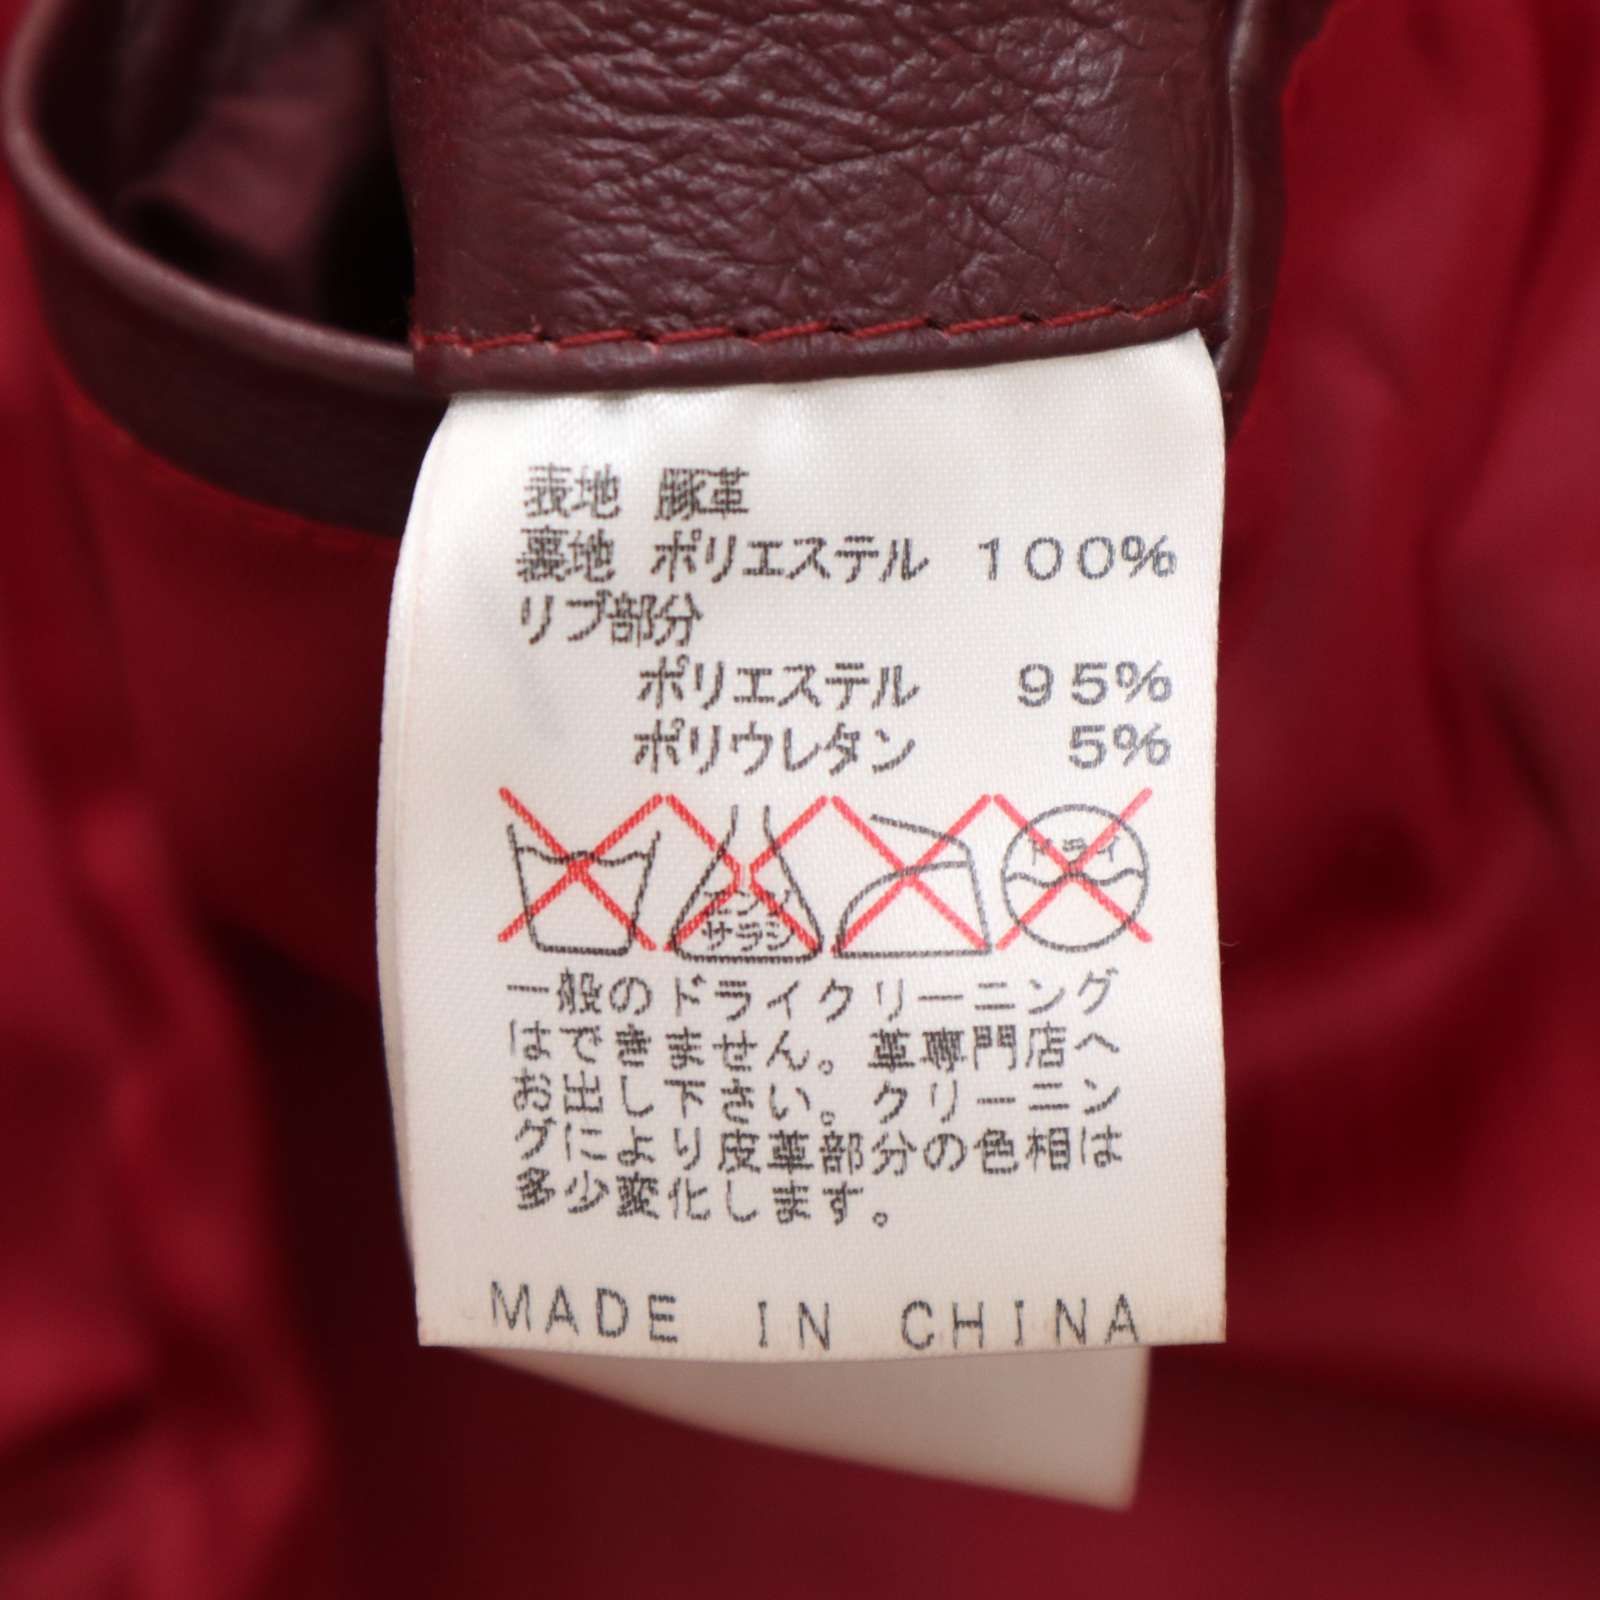 表地 豚革
裏地 ポリエステル 100%
リブ部分
ポリエステル 95%
ポリウレタン 5%
エンソ
サラシ
ドライ
一般のドライクリーニング
はできません。革専門店へ
お出し下さい。クリーニン
グにより皮革部分の色相は
多少変化します。
MADE IN CHINA